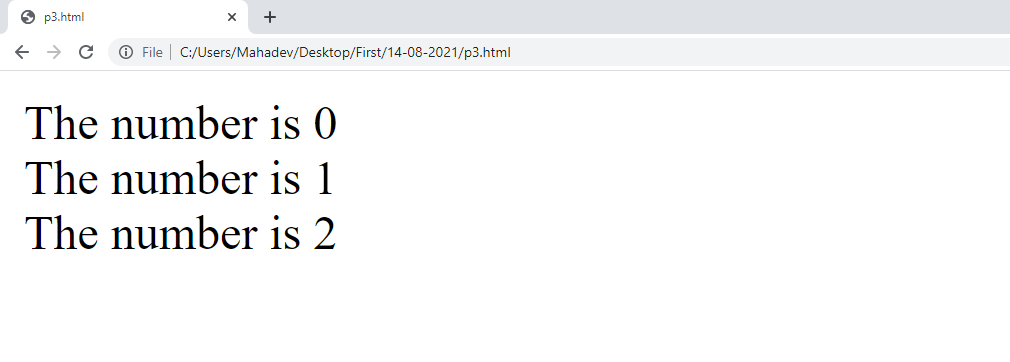 p3.html
File C:/Users/Mahadev/Desktop/First/14-08-2021/p3.html
The number is 0
The number is 1
The number is 2